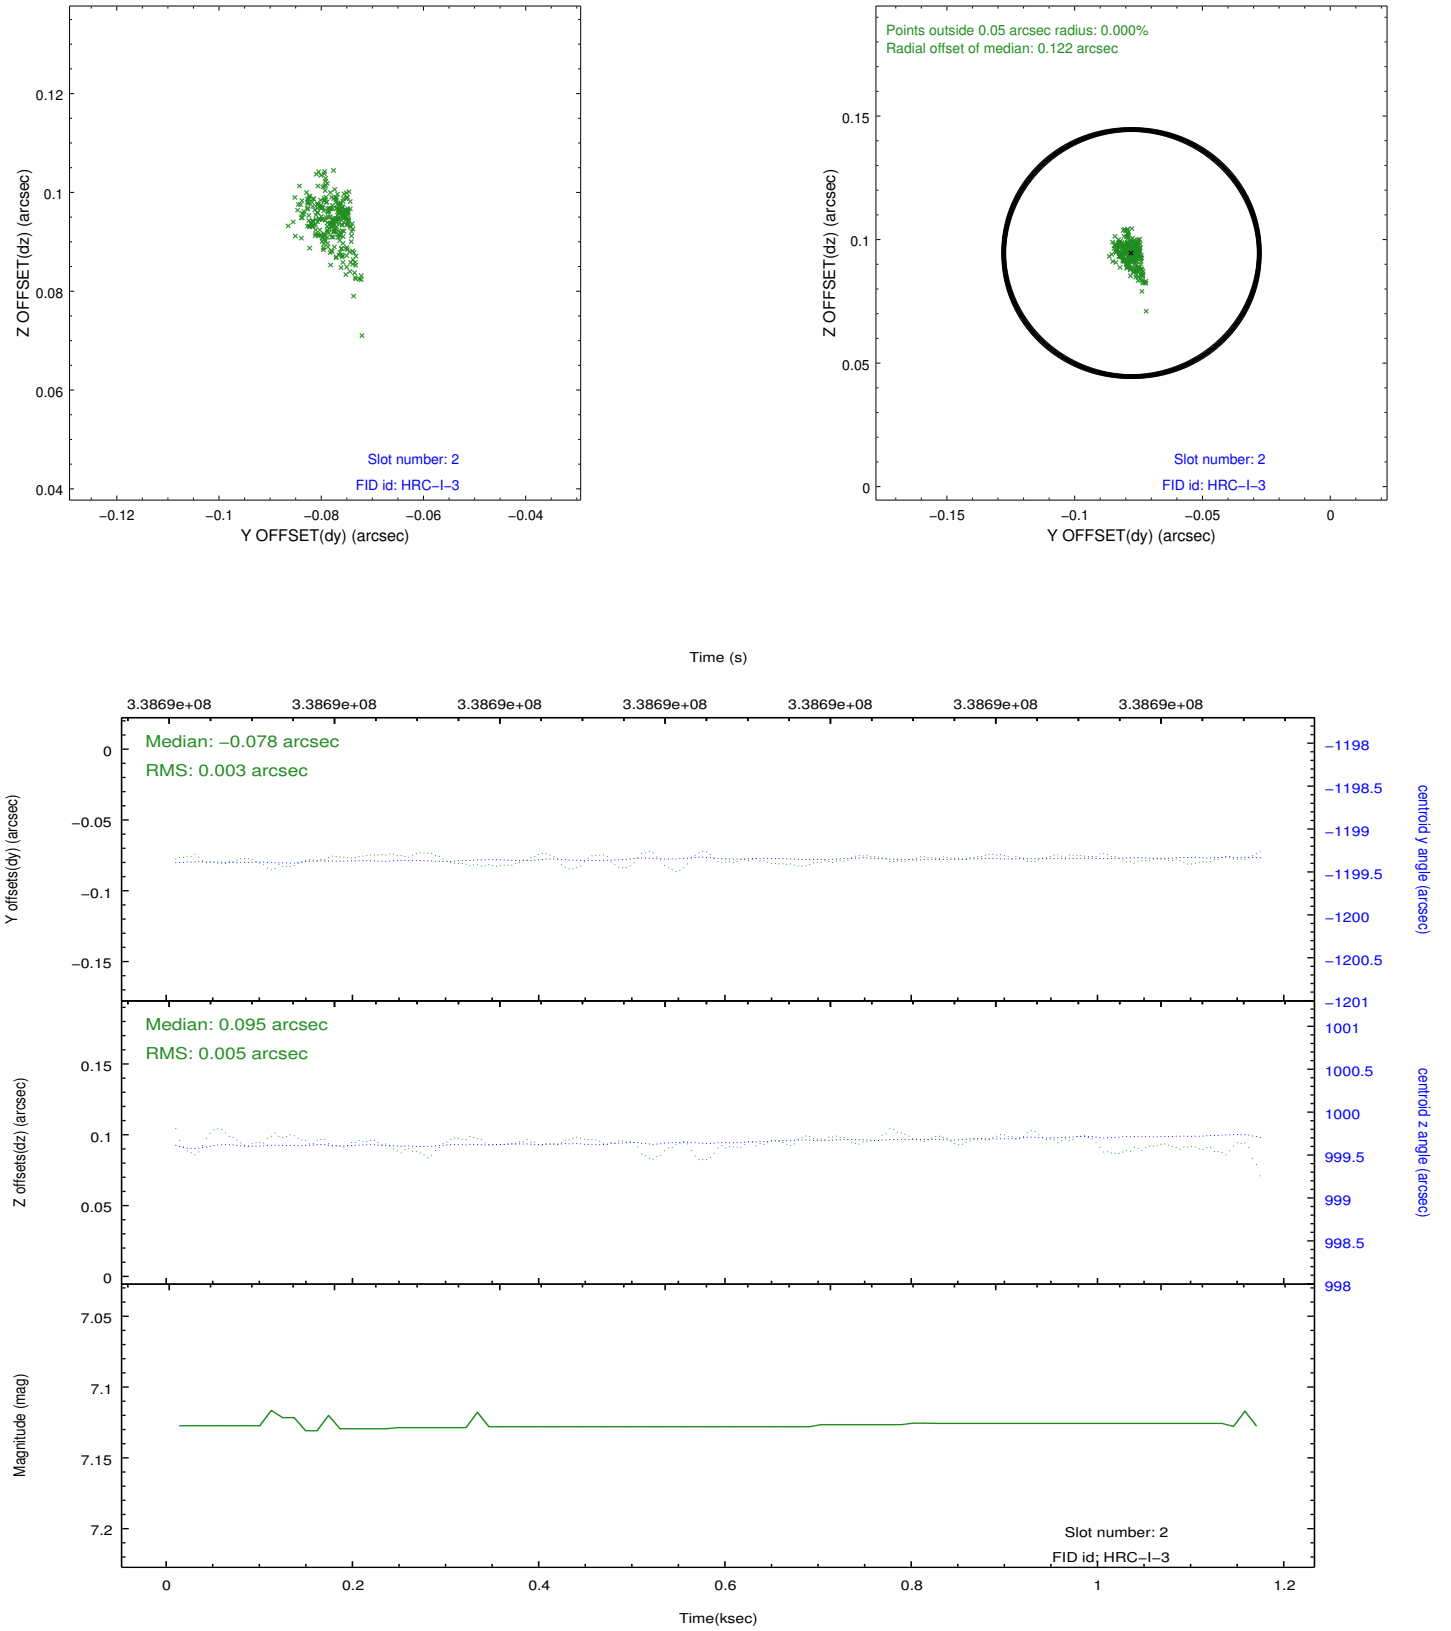 0.12
0.1
0.08
0.06
0.04
Z OFFSET(dz) (arcsec)
Slot number: 2
FID id: HRC−I−3
−0.12
−0.1
−0.08
−0.06
−0.04
Y OFFSET(dy) (arcsec)
Points outside 0.05 arcsec radius: 0.000%
Radial offset of median: 0.122 arcsec
0.15
0.1
0.05
0
Z OFFSET(dz) (arcsec)
Slot number: 2
FID id: HRC−I−3
−0.15
−0.1
−0.05
0
Y OFFSET(dy) (arcsec)
Time (s)
3.3869e+08
3.3869e+08
3.3869e+08
3.3869e+08
3.3869e+08
3.3869e+08
3.3869e+08
Median: −0.078 arcsec
RMS: 0.003 arcsec
0
−0.05
−0.1
−0.15
Y offsets(dy) (arcsec)
−1198
−1198.5
−1199
−1199.5
−1200
−1200.5
−1201
centroid y angle (arcsec)
Median: 0.095 arcsec
RMS: 0.005 arcsec
0.15
0.1
0.05
0
Z offsets(dz) (arcsec)
1001
1000.5
1000
999.5
999
998.5
998
centroid z angle (arcsec)
7.05
7.1
7.15
7.2
Magnitude (mag)
Slot number: 2
FID id: HRC−I−3
0
0.2
0.4
0.6
0.8
1
1.2
Time(ksec)